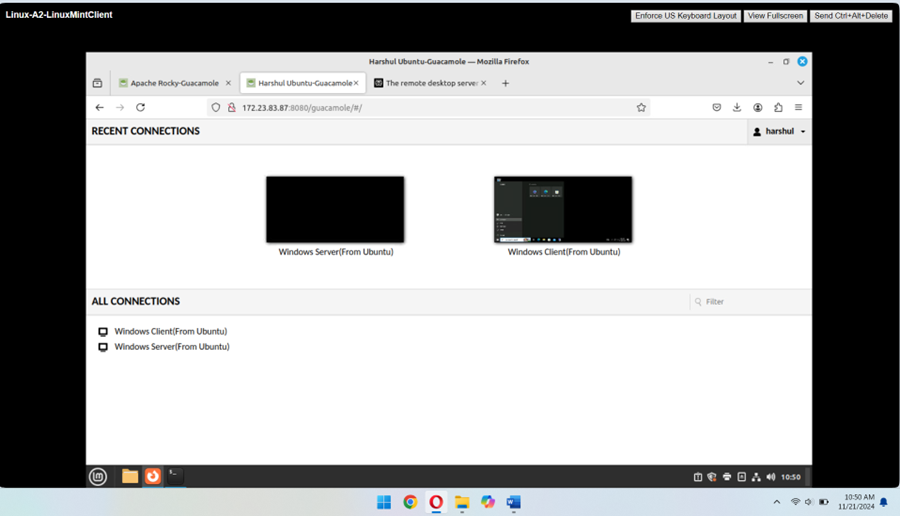 Linux-A2-LinuxMintClient
Enforce US Keyboard Layout View Fullscreen Send Ctrl+Alt+Delete
Harshul Ubuntu-Guacamole — Mozilla Firefox
Apache Rocky-Guacamole
Harshul Ubuntu-Guacamole
The remote desktop server
172.23.83.87:8080/guacamole/#/
RECENT CONNECTIONS
harshul
Windows Server(From Ubuntu)
Windows Client(From Ubuntu)
ALL CONNECTIONS
Filter
Windows Client(From Ubuntu)
Windows Server(From Ubuntu)
10:50
10:50 AM
11/21/2024